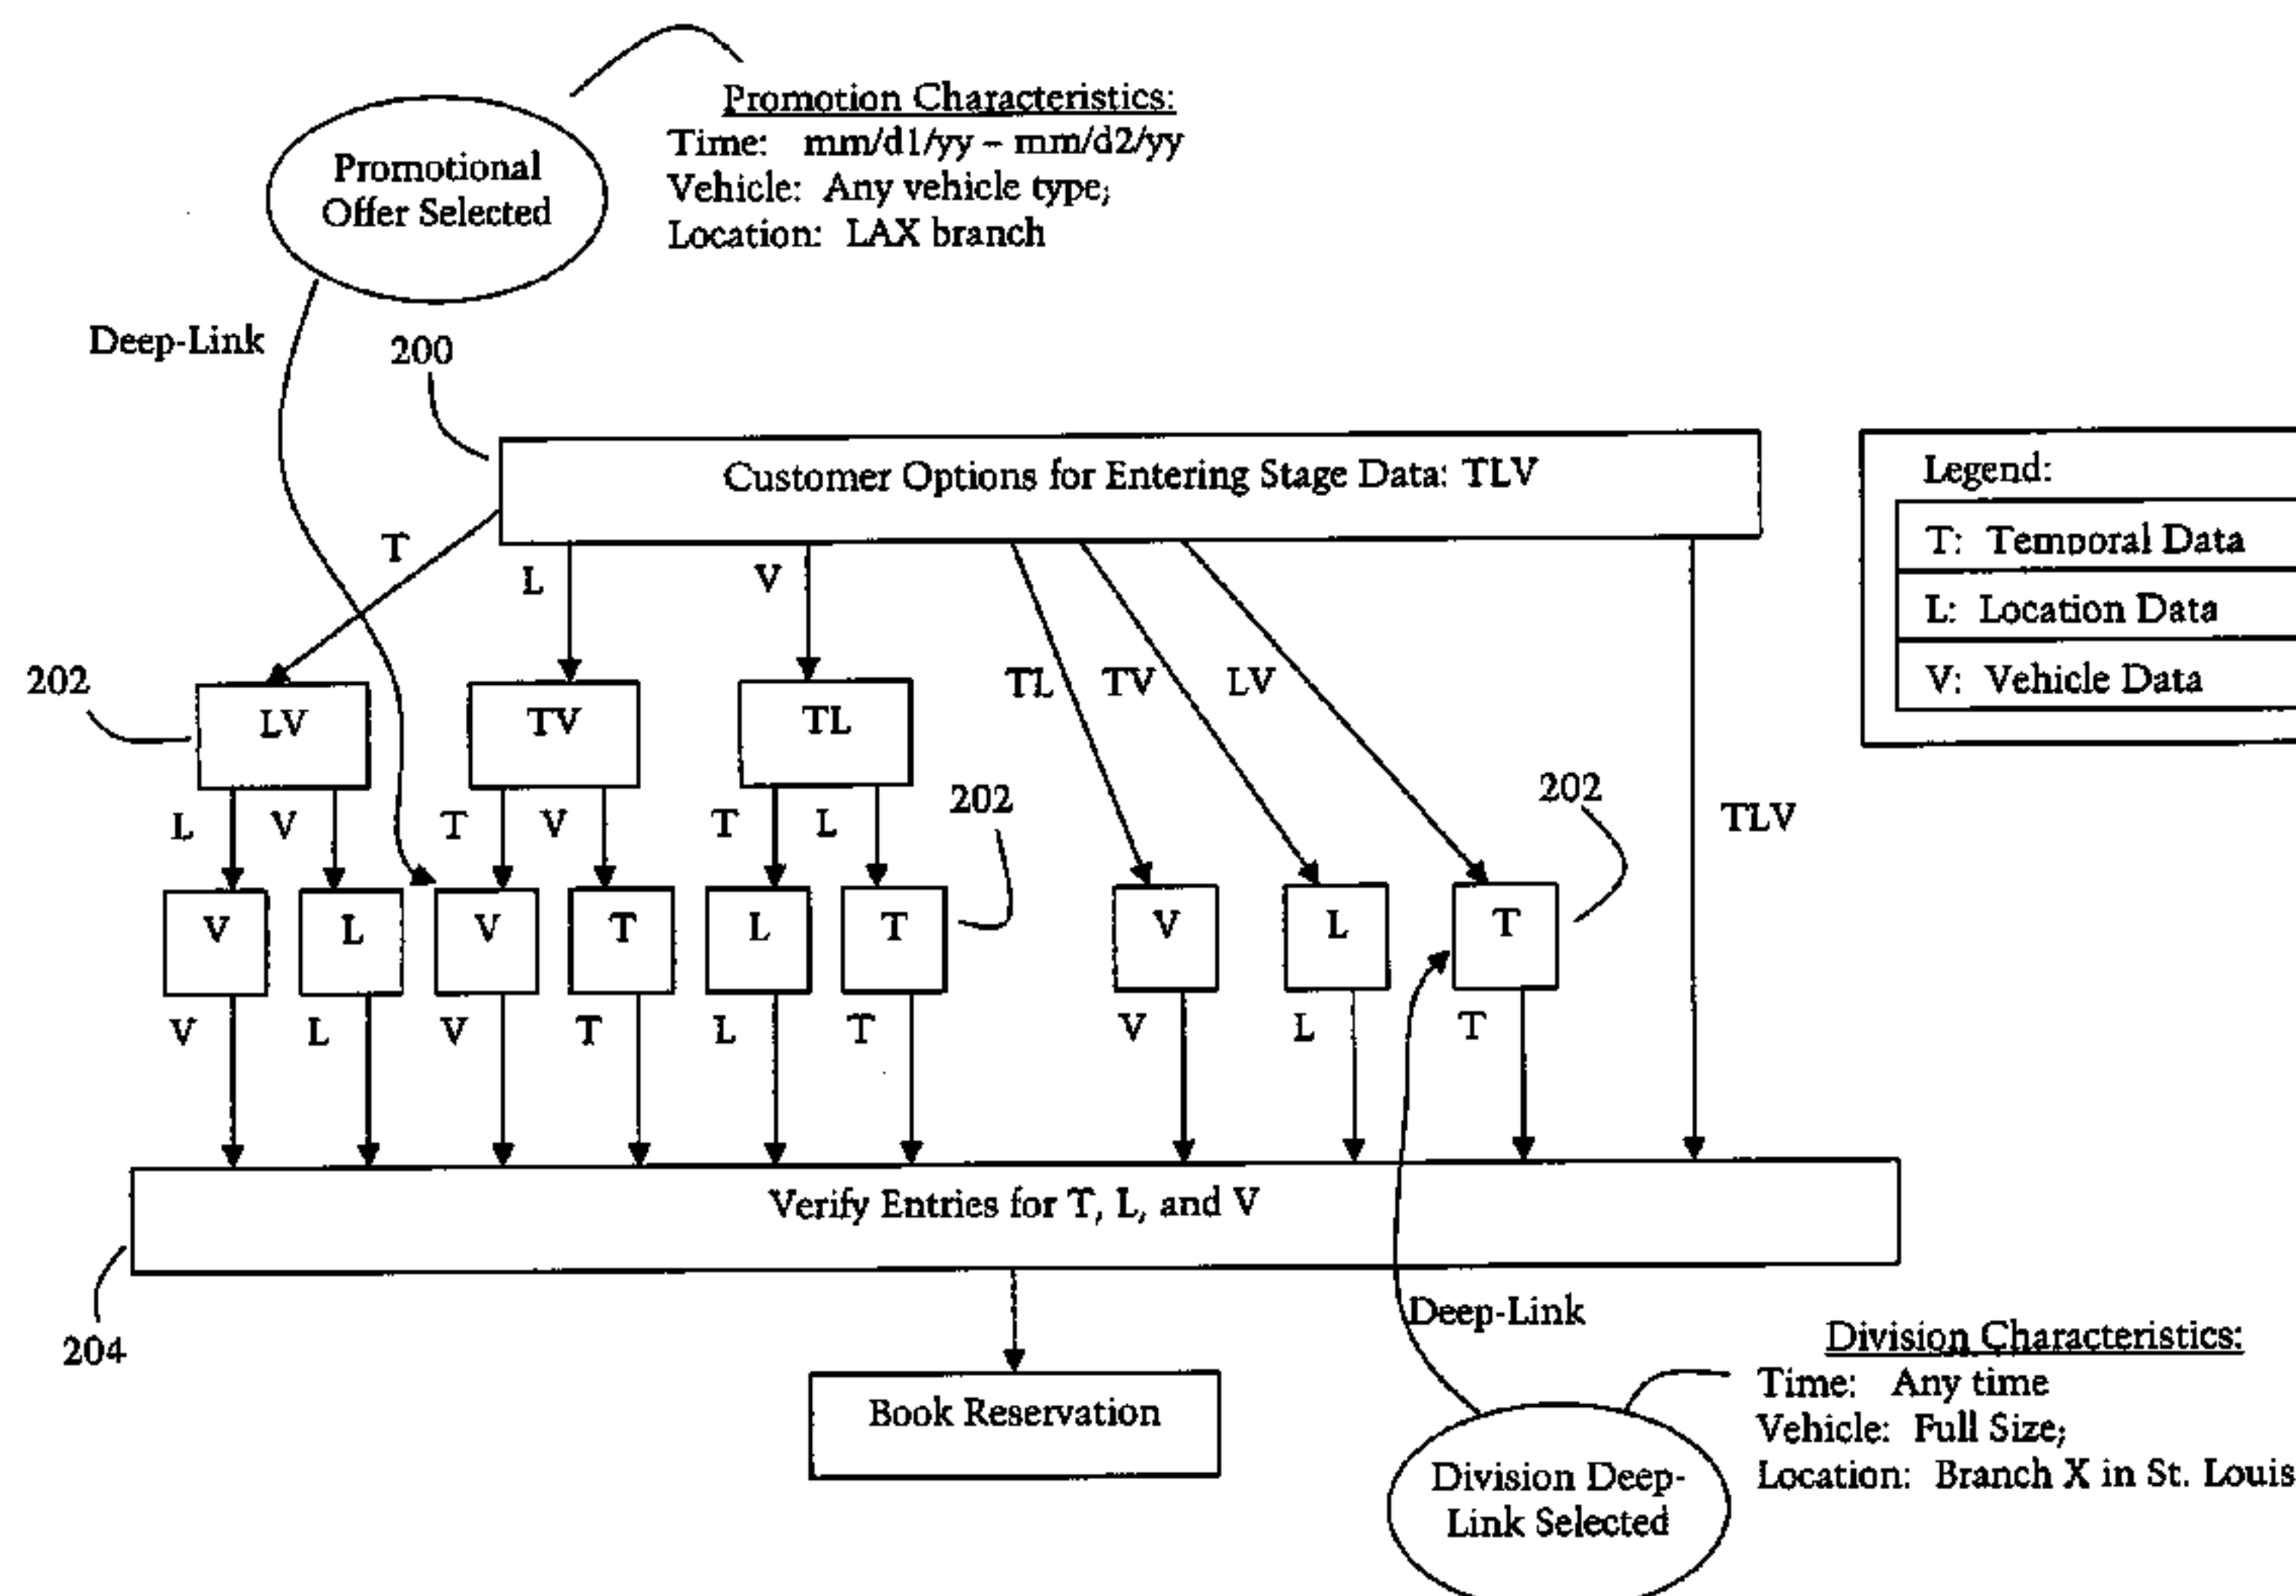 Promotion Characteristics:
Time: mm/d1/yy – mm/d2/yy
Vehicle: Any vehicle type;
Location: LAX branch
Promotional
Offer Selected
Deep-Link
200
Customer Options for Entering Stage Data: TLV
Legend:
T: Temporal Data
L: Location Data
V: Vehicle Data
T
L
V
TL
TV
LV
TLV
202
LV
TV
TL
202
202
L
V
T
V
T
L
V
L
V
T
L
T
V
L
T
V
L
V
T
L
T
V
L
T
Verify Entries for T, L, and V
204
Deep-Link
Book Reservation
Division Characteristics:
Time: Any time
Vehicle: Full Size;
Location: Branch X in St. Louis
Division Deep-
Link Selected